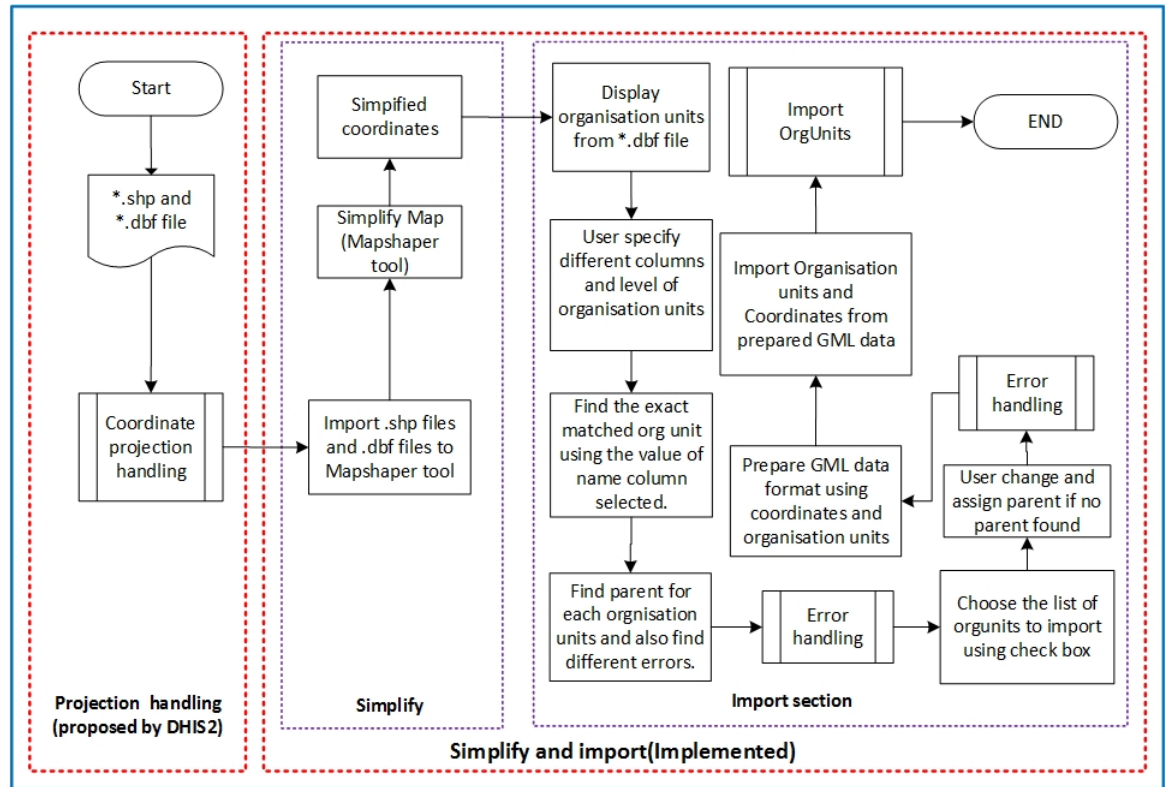 Start
*.shp and
*.dbf file
Coordinate
projection
handling
Projection handling
(proposed by DHIS2)
Simpified
coordinates
Simplify Map
(Mapshaper
tool)
Import .shp files
and .dbf files to
Mapshaper tool
Simplify
Display
organisation units
from *.dbf file
User specify
different columns
and level of
organisation units
Find the exact
matched org unit
using the value of
name column
selected.
Find parent for
each orgnisation
units and also find
different errors.
Error
handling
Choose the list of
orgunits to import
using check box
User change and
assign parent if no
parent found
Error
handling
Prepare GML data
format using
coordinates and
organisation units
Import Organisation
units and
Coordinates from
prepared GML data
Import
OrgUnits
END
Import section
Simplify and import(Implemented)